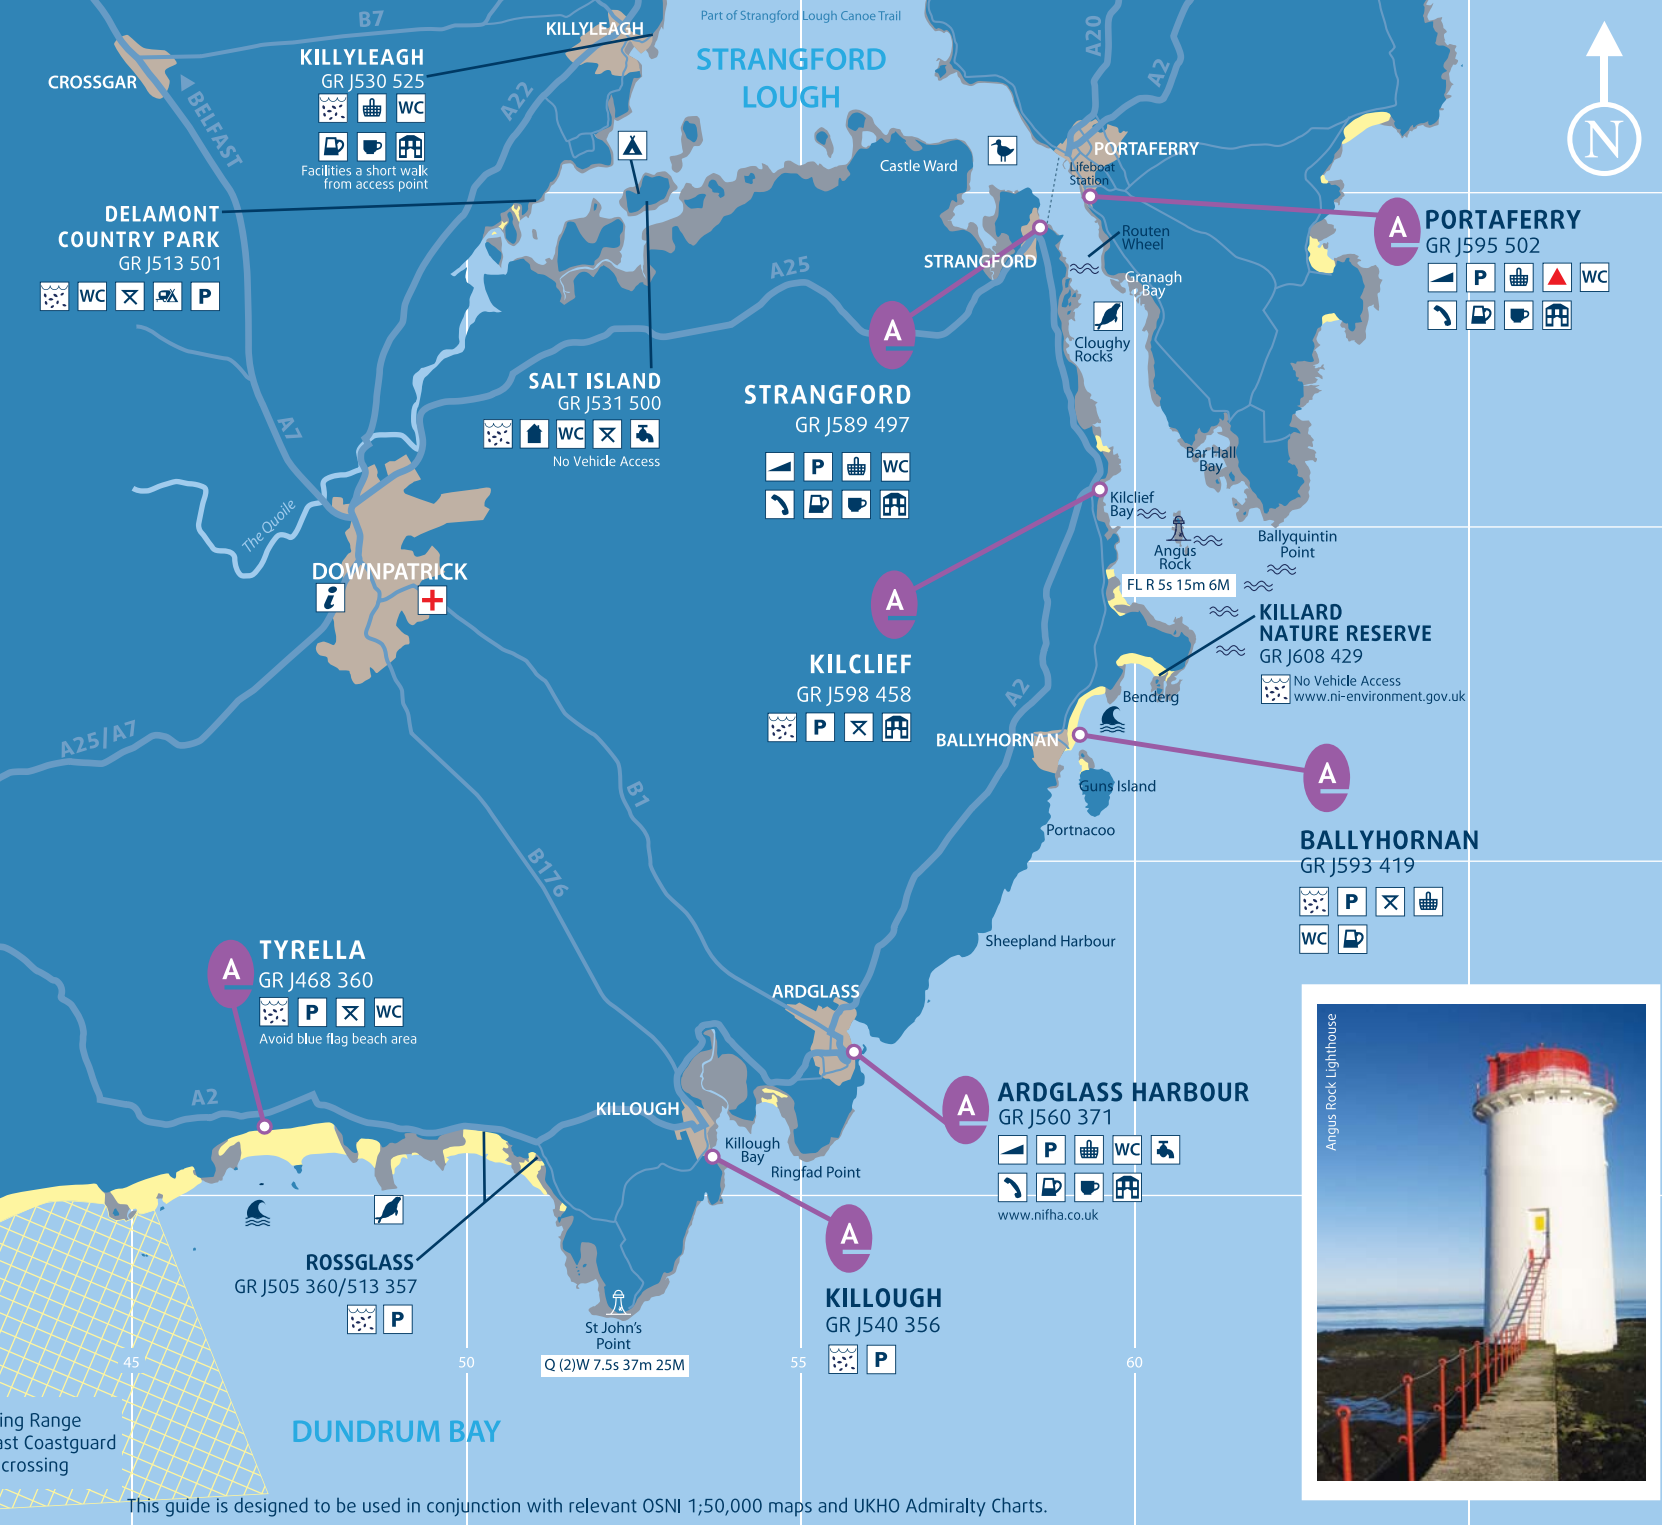 Part of Strangford Lough Canoe Trail
STRANGFORD
LOUGH
B7
A20
A2
A22
BELFAST
CROSSGAR
KILLYLEAGH
KILLYLEAGH
GR J530 525
WC
Facilities a short walk
from access point
N
DELAMONT
COUNTRY PARK
GR J513 501
WC
P
Castle Ward
PORTAFERRY
Lifeboat
Station
A
PORTAFERRY
GR J595 502
P
WC
Routen
Wheel
STRANGFORD
A25
Granagh
Bay
Cloughy
Rocks
A
STRANGFORD
GR J589 497
P
WC
SALT ISLAND
GR J531 500
WC
No Vehicle Access
A7
The Quoile
Bar Hall
Bay
Kilclief
Bay
Angus
Rock
Ballyquintin
Point
FL R 5s 15m 6M
DOWNPATRICK
i
A
KILCLIEF
GR J598 458
P
KILLARD
NATURE RESERVE
GR J608 429
No Vehicle Access
www.ni-environment.gov.uk
A2
Benderg
A25/A7
BALLYHORNAN
A
BALLYHORNAN
GR J593 419
P
WC
Guns Island
Portnacoo
B1
B176
Sheepland Harbour
A
TYRELLA
GR J468 360
P
WC
Avoid blue flag beach area
ARDGLASS
A
ARDGLASS HARBOUR
GR J560 371
P
WC
www.nifha.co.uk
A2
KILLOUGH
Killough
Bay
Ringfad Point
A
KILLOUGH
GR J540 356
P
ROSSGLASS
GR J505 360/513 357
P
St John's
Point
Q (2)W 7.5s 37m 25M
45
50
55
60
Angus Rock Lighthouse
ing Range
ast Coastguard
crossing
DUNDRUM BAY
This guide is designed to be used in conjunction with relevant OSNI 1;50,000 maps and UKHO Admiralty Charts.